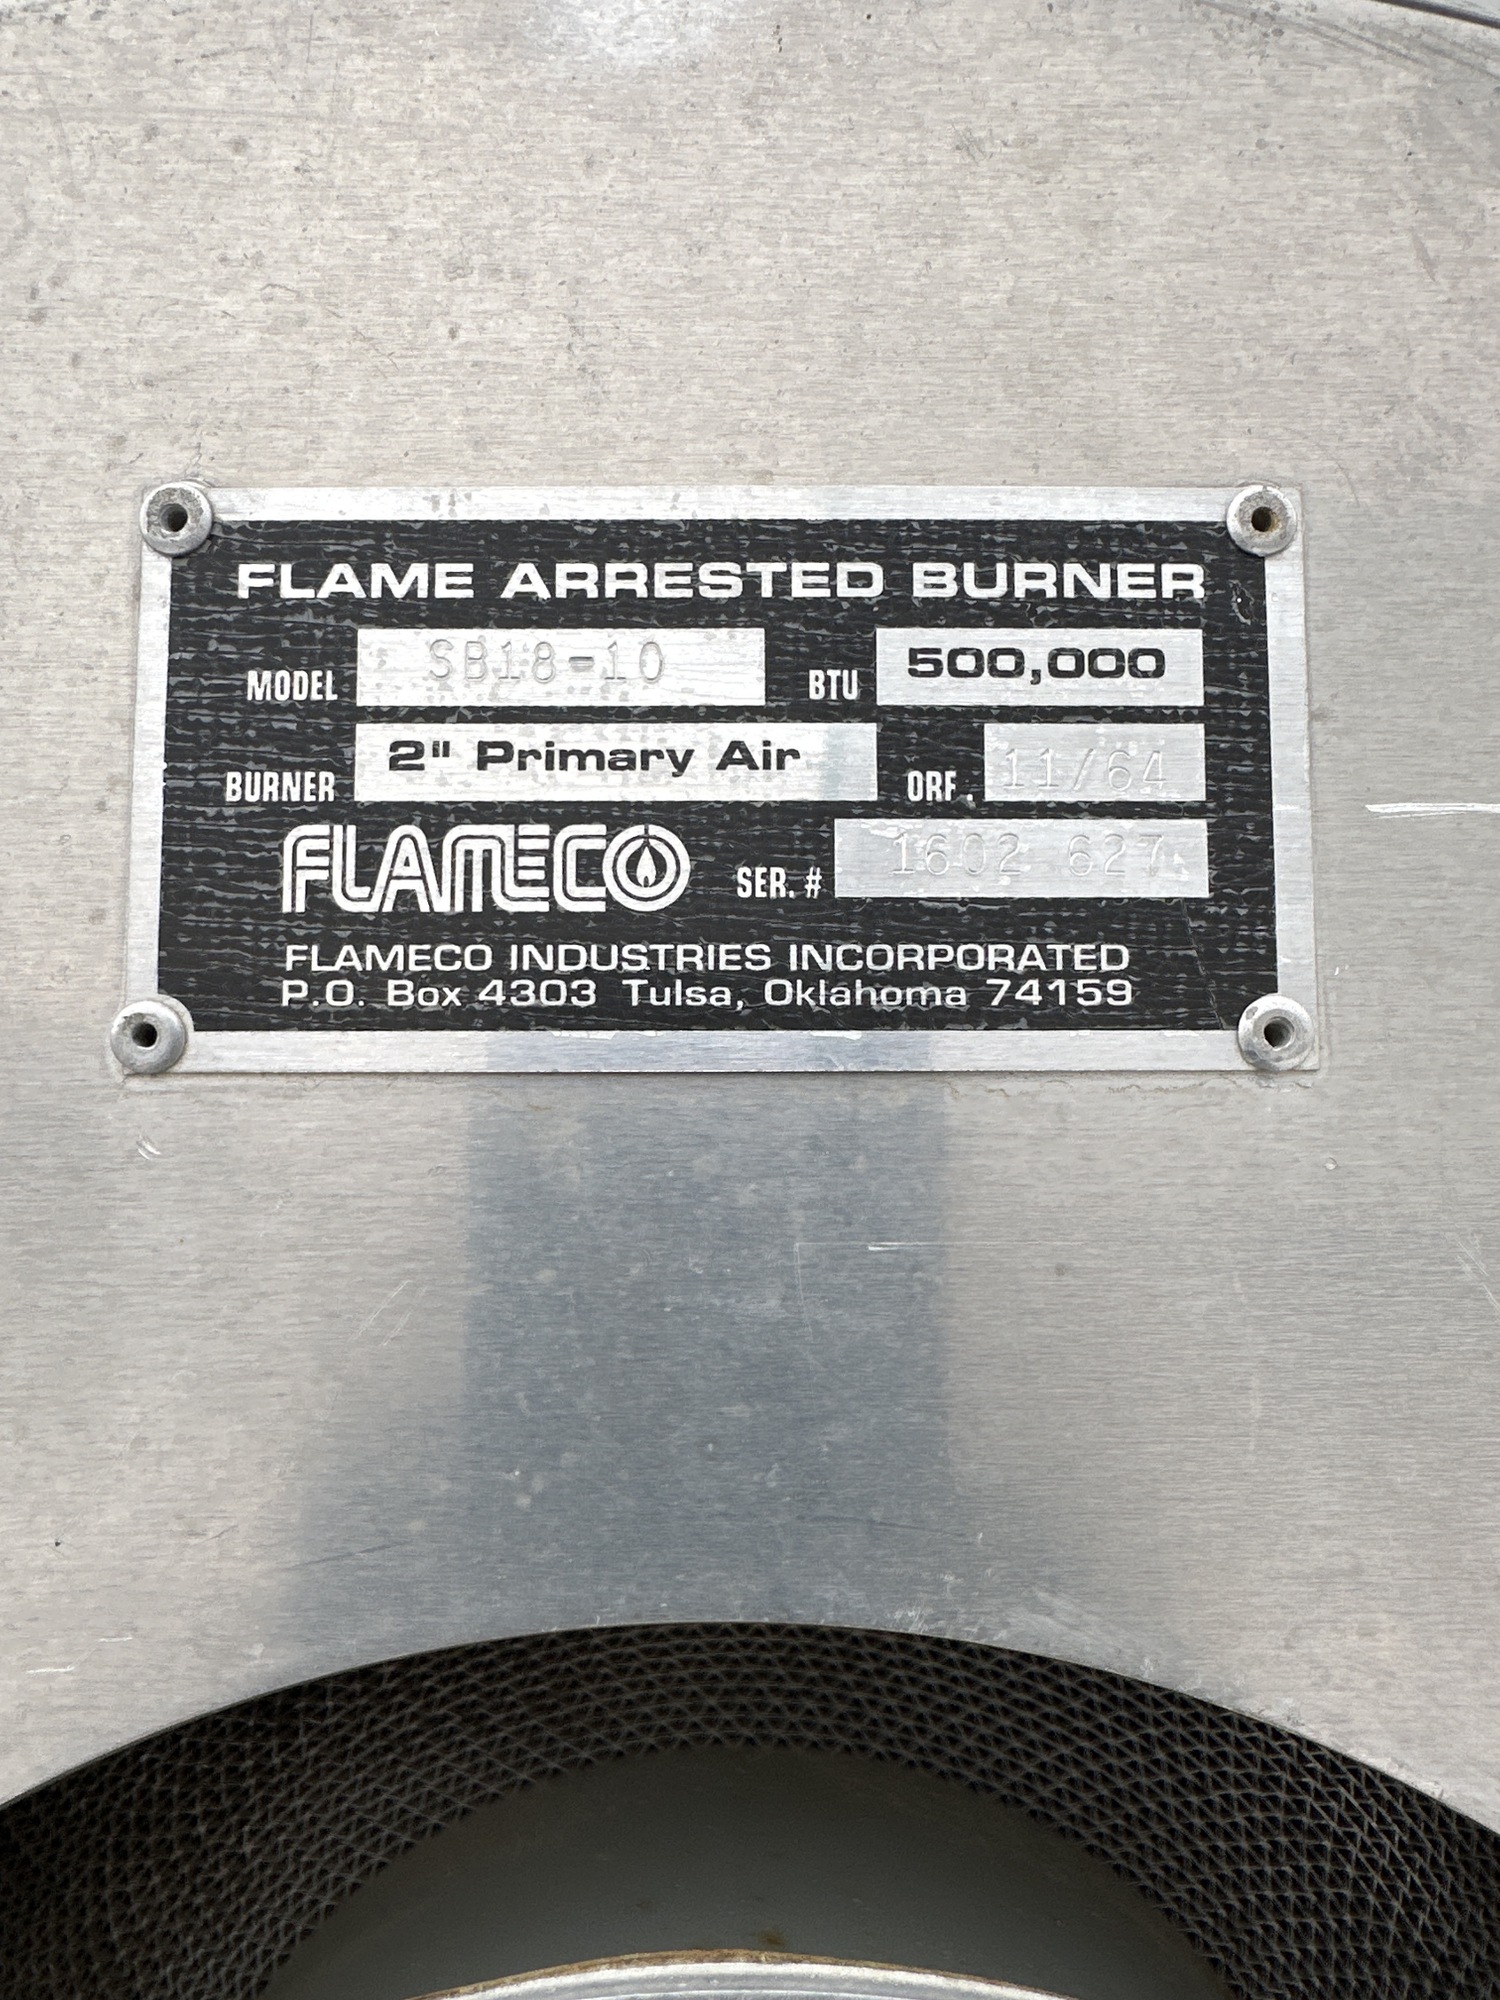 FLAME ARRESTED BURNER
MODEL SB18-10 BTU 500,000
BURNER 2" Primary Air ORF. 11/64
FLAMECO SER. # 1602 627
FLAMECO INDUSTRIES INCORPORATED
P.O. Box 4303 Tulsa, Oklahoma 74159